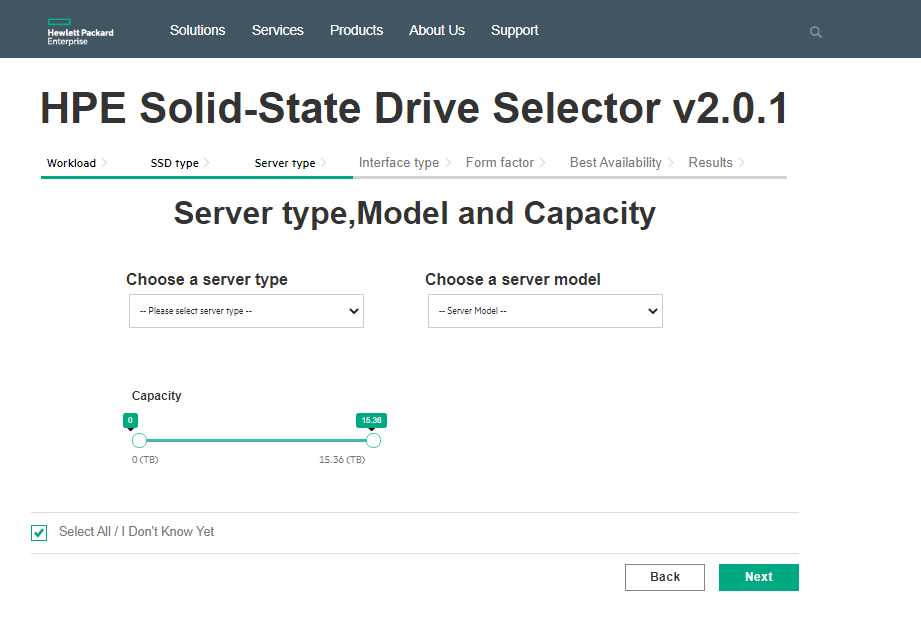 Hewlett Packard
Enterprise
Solutions Services Products About Us Support
HPE Solid-State Drive Selector v2.0.1
Workload SSD type Server type Interface type Form factor Best Availability Results
Server type,Model and Capacity
Choose a server type Choose a server model
-- Please select server type -- -- Server Model --
Capacity
0 15.36
0 (TB) 15.36 (TB)
Select All / I Don't Know Yet
Back Next